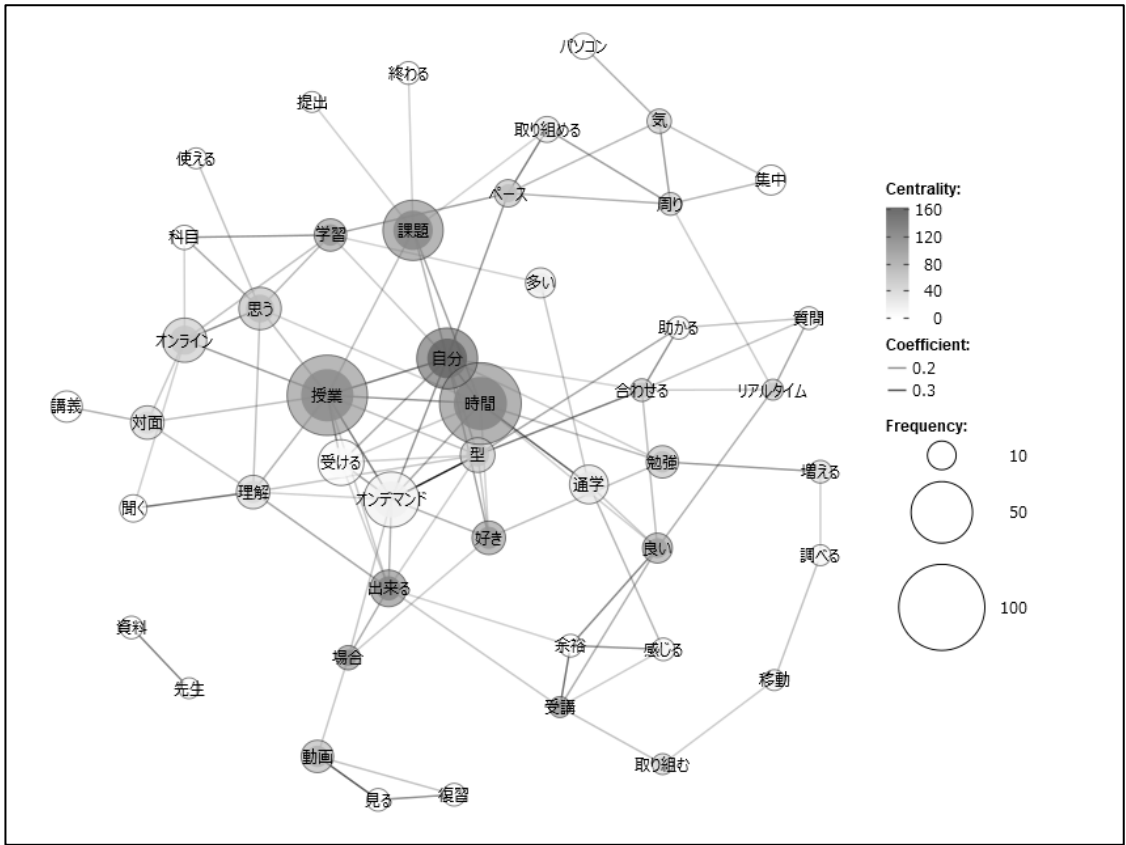 パソコン
終わる
提出
取り組める
気
使える
集中
ペース
周り
科目
学習
課題
多い
思う
オンライン
助かる
質問
自分
合わせる
リアルタイム
講義
対面
授業
時間
受ける
型
勉強
増える
理解
オンデマンド
通学
聞く
好き
良い
調べる
出来る
資料
場合
余裕
感じる
先生
受講
移動
動画
取り組む
見る
復習
Centrality:
160
120
80
40
0
Coefficient:
0.2
0.3
Frequency:
10
50
100